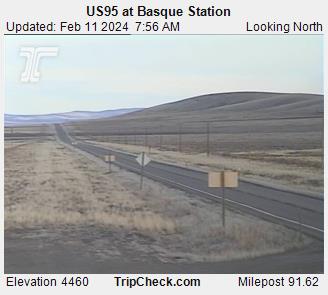 US95 at Basque Station
Updated: Feb 11 2024 7:56 AM Looking North
Elevation 4460 TripCheck.com Milepost 91.62